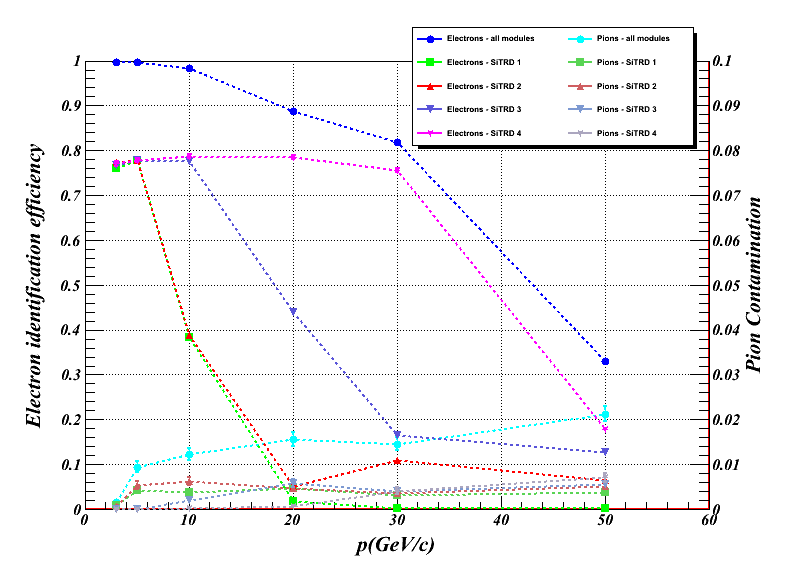 Electrons - all modules Pions - all modules
Electrons - SiTRD 1 Pions - SiTRD 1
Electrons - SiTRD 2 Pions - SiTRD 2
Electrons - SiTRD 3 Pions - SiTRD 3
Electrons - SiTRD 4 Pions - SiTRD 4
1 0.1
0.9 0.09
0.8 0.08
0.7 0.07
0.6 0.06
0.5 0.05
0.4 0.04
0.3 0.03
0.2 0.02
0.1 0.01
0 0
Electron identification efficiency
Pion Contamination
0 10 20 30 40 50 60
p(GeV/c)